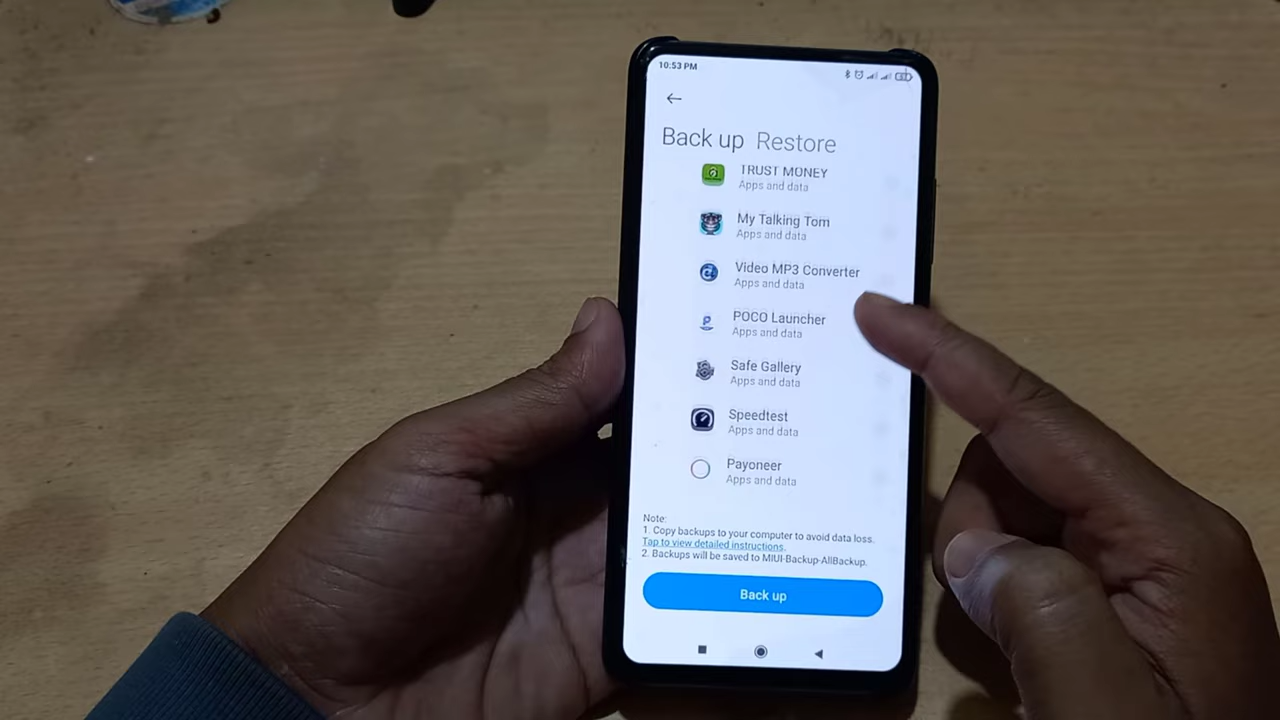 10:53 PM
Back up Restore
TRUST MONEY
Apps and data
My Talking Tom
Apps and data
Video MP3 Converter
Apps and data
POCO Launcher
Apps and data
Safe Gallery
Apps and data
Speedtest
Apps and data
Payoneer
Apps and data
Note:
1. Copy backups to your computer to avoid data loss.
Tap to view detailed instructions.
2. Backups will be saved to MIUI-Backup-AllBackup.
Back up